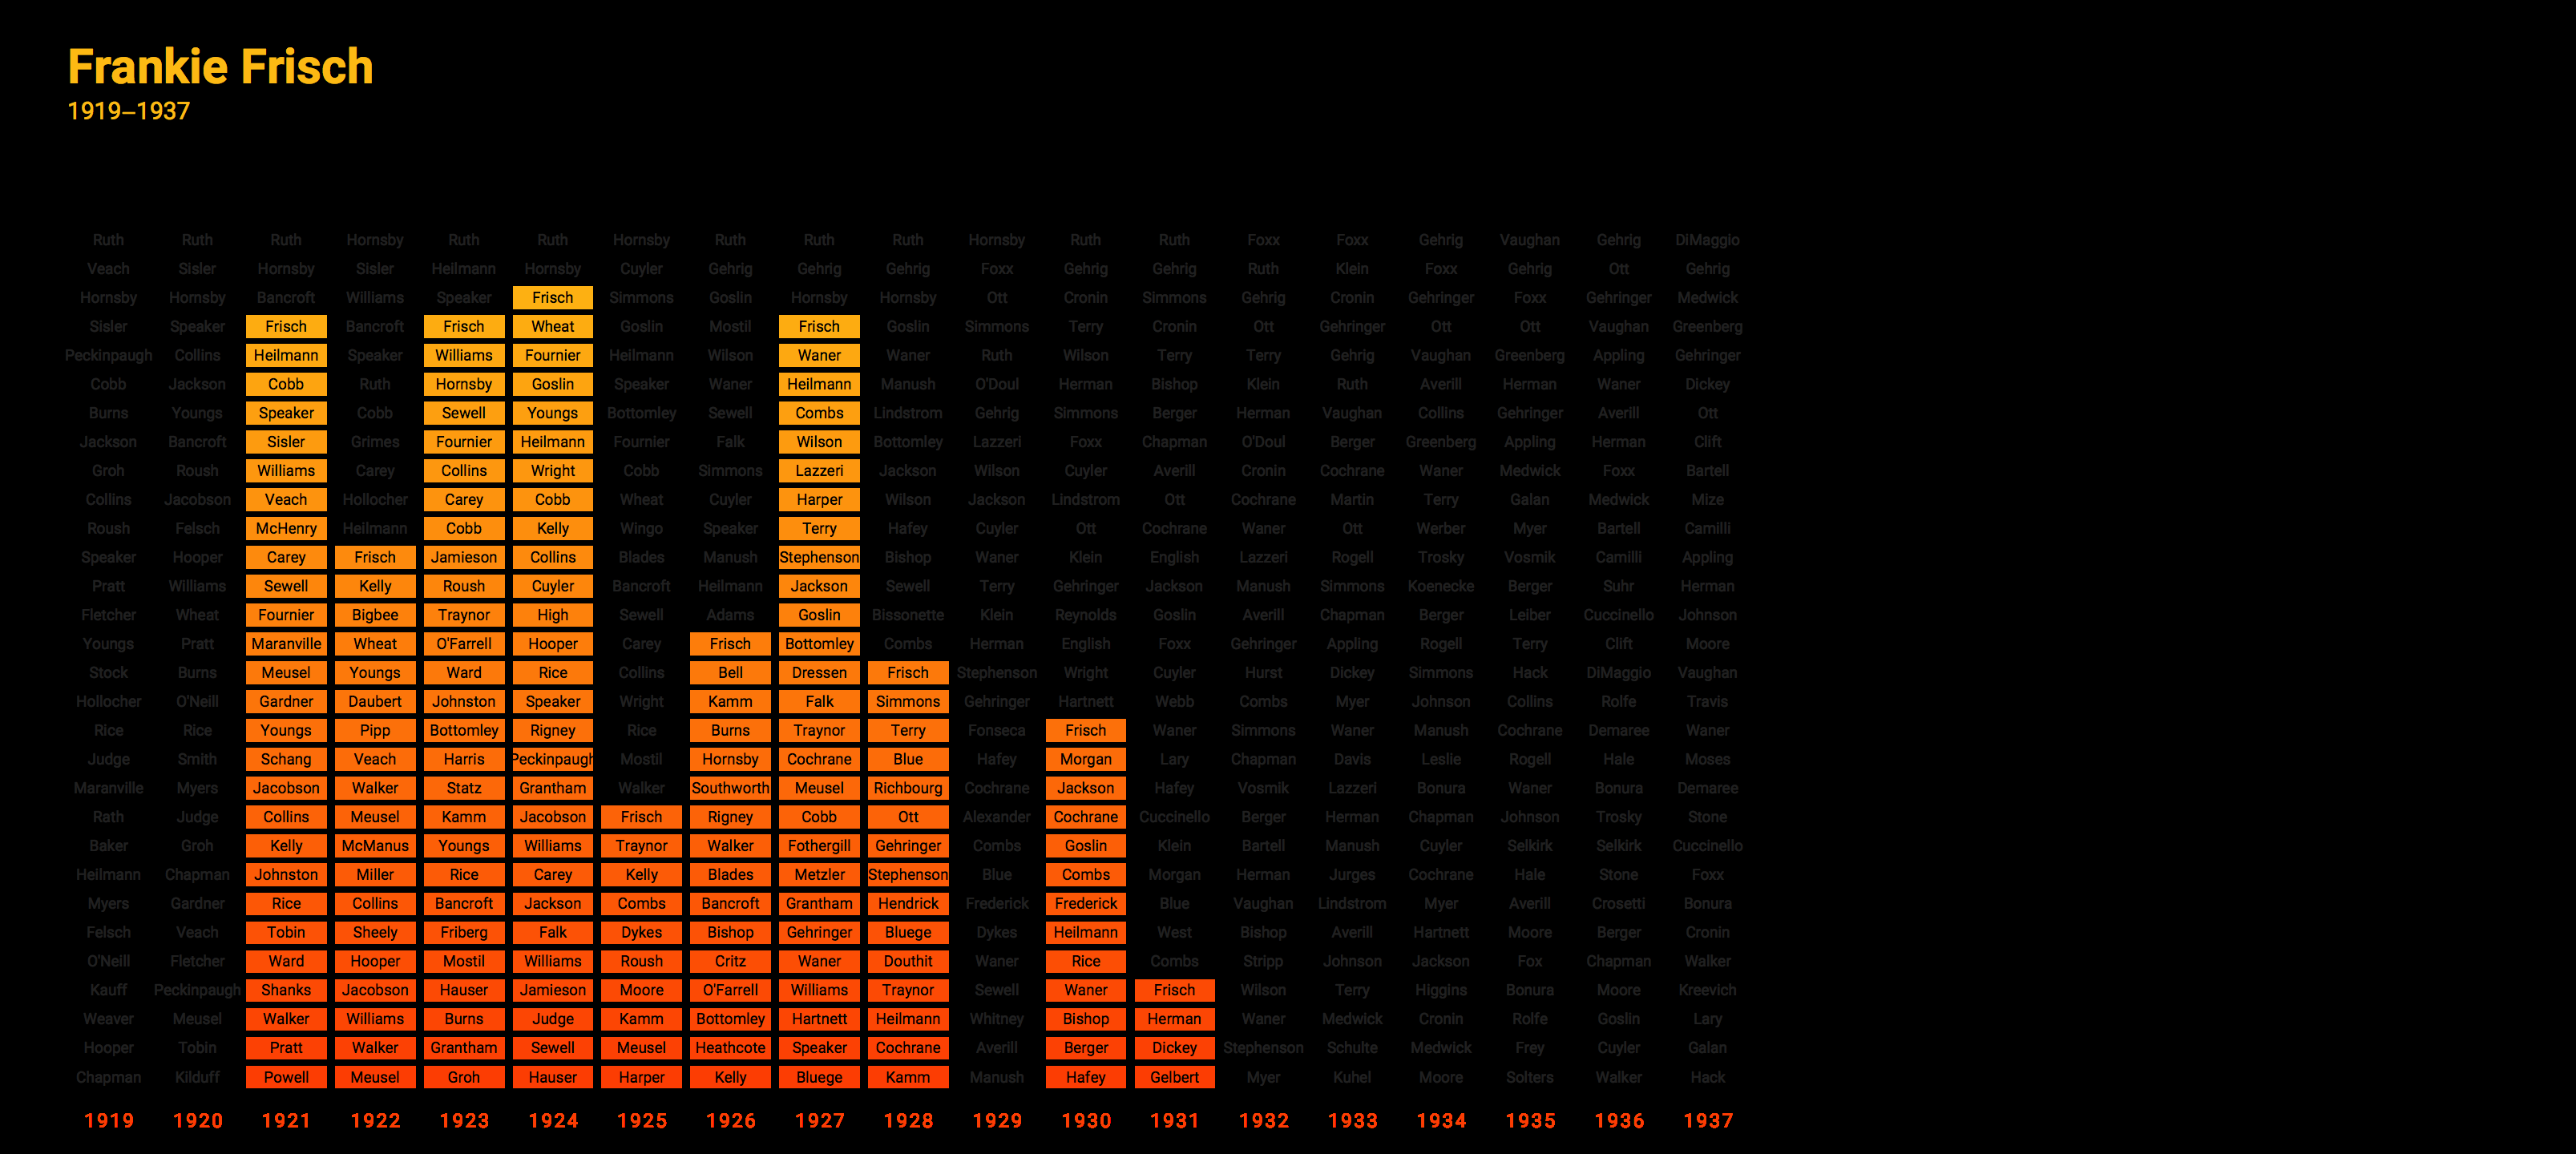 Frankie Frisch
1919–1937
Ruth Ruth Ruth Hornsby Ruth Ruth Hornsby Ruth Ruth Ruth Hornsby Ruth Ruth Foxx Foxx Gehrig Vaughan Gehrig DiMaggio
Veach Sisler Hornsby Sisler Heilmann Hornsby Cuyler Gehrig Gehrig Gehrig Foxx Gehrig Gehrig Ruth Klein Foxx Gehrig Ott Gehrig
Hornsby Hornsby Bancroft Williams Speaker Frisch Simmons Goslin Hornsby Hornsby Ott Cronin Simmons Gehrig Cronin Gehringer Foxx Gehringer Medwick
Sisler Speaker Frisch Bancroft Frisch Wheat Goslin Mostil Frisch Goslin Simmons Terry Cronin Ott Gehringer Ott Ott Vaughan Greenberg
Peckinpaugh Collins Heilmann Speaker Williams Fournier Heilmann Wilson Waner Waner Ruth Wilson Terry Terry Gehrig Vaughan Greenberg Appling Gehringer
Cobb Jackson Cobb Ruth Hornsby Goslin Speaker Waner Heilmann Manush O'Doul Herman Bishop Klein Ruth Averill Herman Waner Dickey
Burns Youngs Speaker Cobb Sewell Youngs Bottomley Sewell Combs Lindstrom Gehrig Simmons Berger Herman Vaughan Collins Gehringer Averill Ott
Jackson Bancroft Sisler Grimes Fournier Heilmann Fournier Falk Wilson Bottomley Lazzeri Foxx Chapman O'Doul Berger Greenberg Appling Herman Clift
Groh Roush Williams Carey Collins Wright Cobb Simmons Lazzeri Jackson Wilson Cuyler Averill Cronin Cochrane Waner Medwick Foxx Bartell
Collins Jacobson Veach Hollocher Carey Cobb Wheat Cuyler Harper Wilson Jackson Lindstrom Ott Cochrane Martin Terry Galan Medwick Mize
Roush Felsch McHenry Heilmann Cobb Kelly Wingo Speaker Terry Hafey Cuyler Ott Cochrane Waner Ott Werber Myer Bartell Camilli
Speaker Hooper Carey Frisch Jamieson Collins Blades Manush Stephenson Bishop Waner Klein English Lazzeri Rogell Trosky Vosmik Camilli Appling
Pratt Williams Sewell Kelly Roush Cuyler Bancroft Heilmann Jackson Sewell Terry Gehringer Jackson Manush Simmons Koenecke Berger Suhr Herman
Fletcher Wheat Fournier Bigbee Traynor High Sewell Adams Goslin Bissonette Klein Reynolds Goslin Averill Chapman Berger Leiber Cuccinello Johnson
Youngs Pratt Maranville Wheat O'Farrell Hooper Carey Frisch Bottomley Combs Herman English Foxx Gehringer Appling Rogell Terry Clift Moore
Stock Burns Meusel Youngs Ward Rice Collins Bell Dressen Frisch Stephenson Wright Cuyler Hurst Dickey Simmons Hack DiMaggio Vaughan
Hollocher O'Neill Gardner Daubert Johnston Speaker Wright Kamm Falk Simmons Gehringer Hartnett Webb Combs Myer Johnson Collins Rolfe Travis
Rice Rice Youngs Pipp Bottomley Rigney Rice Burns Traynor Terry Fonseca Frisch Waner Simmons Waner Manush Cochrane Demaree Waner
Judge Smith Schang Veach Harris Peckinpaugh Mostil Hornsby Cochrane Blue Hafey Morgan Lary Chapman Davis Leslie Rogell Hale Moses
Maranville Myers Jacobson Walker Statz Grantham Walker Southworth Meusel Richbourg Cochrane Jackson Hafey Vosmik Lazzeri Bonura Waner Bonura Demaree
Rath Judge Collins Meusel Kamm Jacobson Frisch Rigney Cobb Ott Alexander Cochrane Cuccinello Berger Herman Chapman Johnson Trosky Stone
Baker Groh Kelly McManus Youngs Williams Traynor Walker Fothergill Gehringer Combs Goslin Klein Bartell Manush Cuyler Selkirk Selkirk Cuccinello
Heilmann Chapman Johnston Miller Rice Carey Kelly Blades Metzler Stephenson Blue Combs Morgan Herman Jurges Cochrane Hale Stone Foxx
Myers Gardner Rice Collins Bancroft Jackson Combs Bancroft Grantham Hendrick Frederick Frederick Blue Vaughan Lindstrom Myer Averill Crosetti Bonura
Felsch Veach Tobin Sheely Friberg Falk Dykes Bishop Gehringer Bluege Dykes Heilmann West Bishop Averill Hartnett Moore Berger Cronin
O'Neill Fletcher Ward Hooper Mostil Williams Roush Critz Waner Douthit Waner Rice Combs Stripp Johnson Jackson Fox Chapman Walker
Kauff Peckinpaugh Shanks Jacobson Hauser Jamieson Moore O'Farrell Williams Traynor Sewell Waner Frisch Wilson Terry Higgins Bonura Moore Kreevich
Weaver Meusel Walker Williams Burns Judge Kamm Bottomley Hartnett Heilmann Whitney Bishop Herman Waner Medwick Cronin Rolfe Goslin Lary
Hooper Tobin Pratt Walker Grantham Sewell Meusel Heathcote Speaker Cochrane Averill Berger Dickey Stephenson Schulte Medwick Frey Cuyler Galan
Chapman Kilduff Powell Meusel Groh Hauser Harper Kelly Bluege Kamm Manush Hafey Gelbert Myer Kuhel Moore Solters Walker Hack
1919 1920 1921 1922 1923 1924 1925 1926 1927 1928 1929 1930 1931 1932 1933 1934 1935 1936 1937